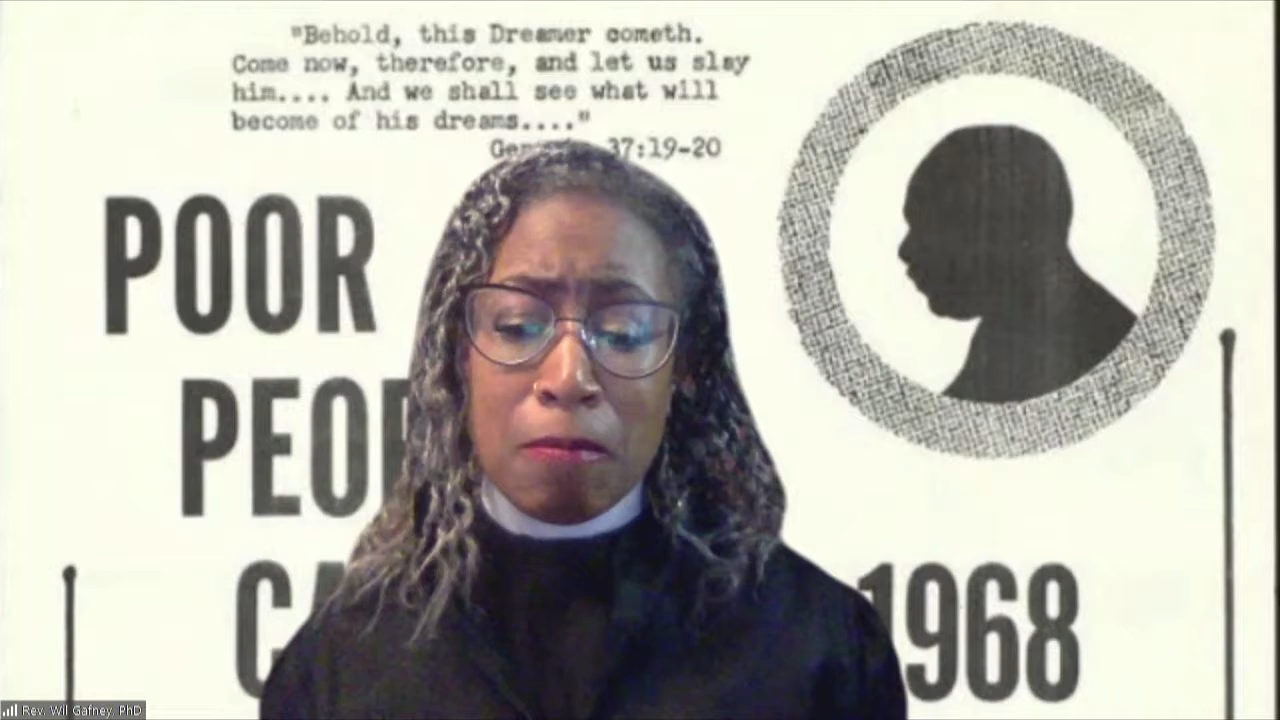 "Behold, this Dreamer cometh.
Come now, therefore, and let us slay
him.... And we shall see what will
become of his dreams...."
37:19-20
POOR
1968
Rev. Wil Gafney, PhD